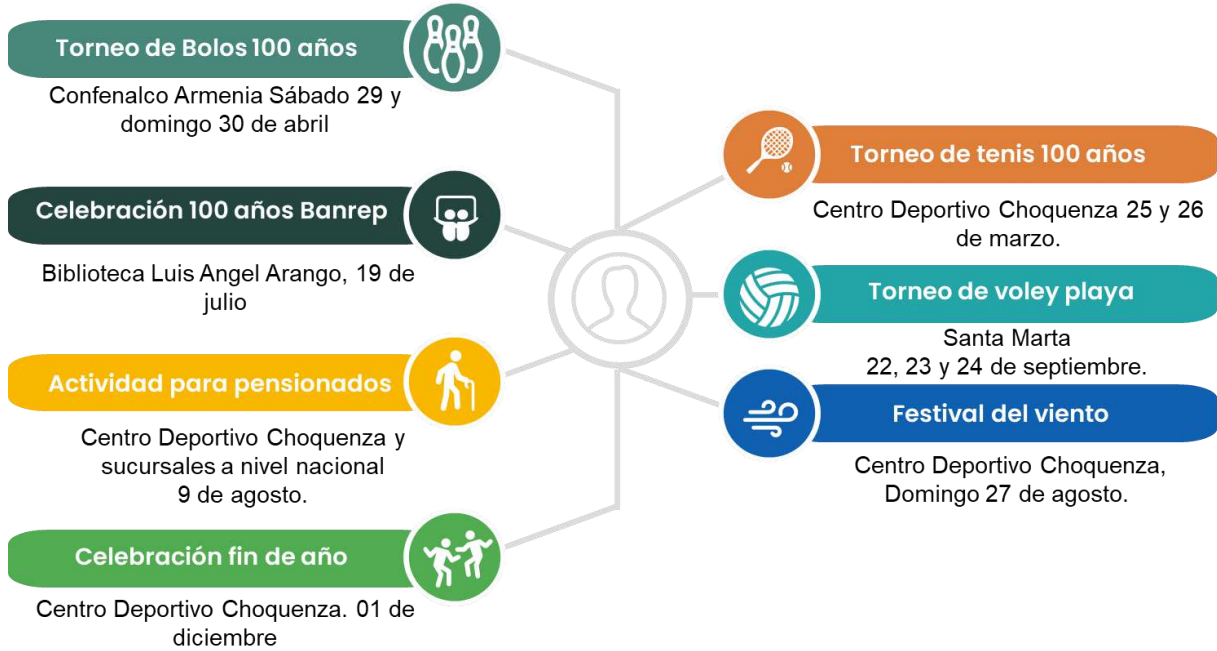 Torneo de Bolos 100 años
Confenalco Armenia Sábado 29 y
domingo 30 de abril
Celebración 100 años Banrep
Biblioteca Luis Angel Arango, 19 de
julio
Actividad para pensionados
Centro Deportivo Choquenza y
sucursales a nivel nacional
9 de agosto.
Celebración fin de año
Centro Deportivo Choquenza. 01 de
diciembre
Torneo de tenis 100 años
Centro Deportivo Choquenza 25 y 26
de marzo.
Torneo de voley playa
Santa Marta
22, 23 y 24 de septiembre.
Festival del viento
Centro Deportivo Choquenza,
Domingo 27 de agosto.